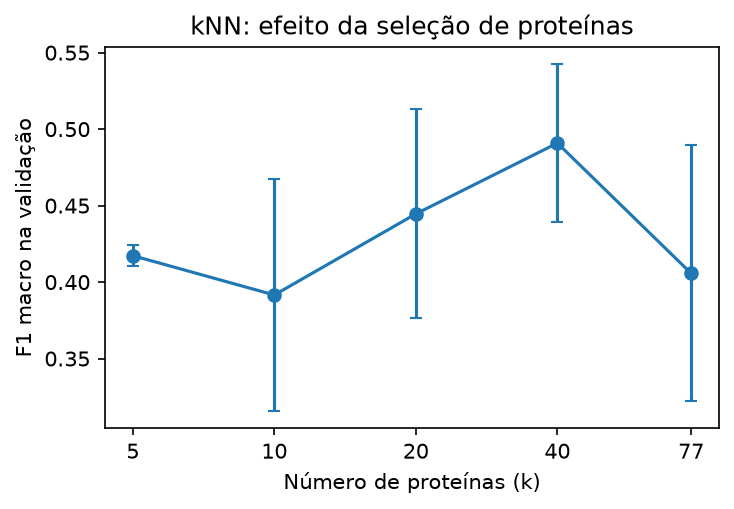 kNN: efeito da seleção de proteínas
F1 macro na validação
0.55
0.50
0.45
0.40
0.35
5 10 20 40 77
Número de proteínas (k)